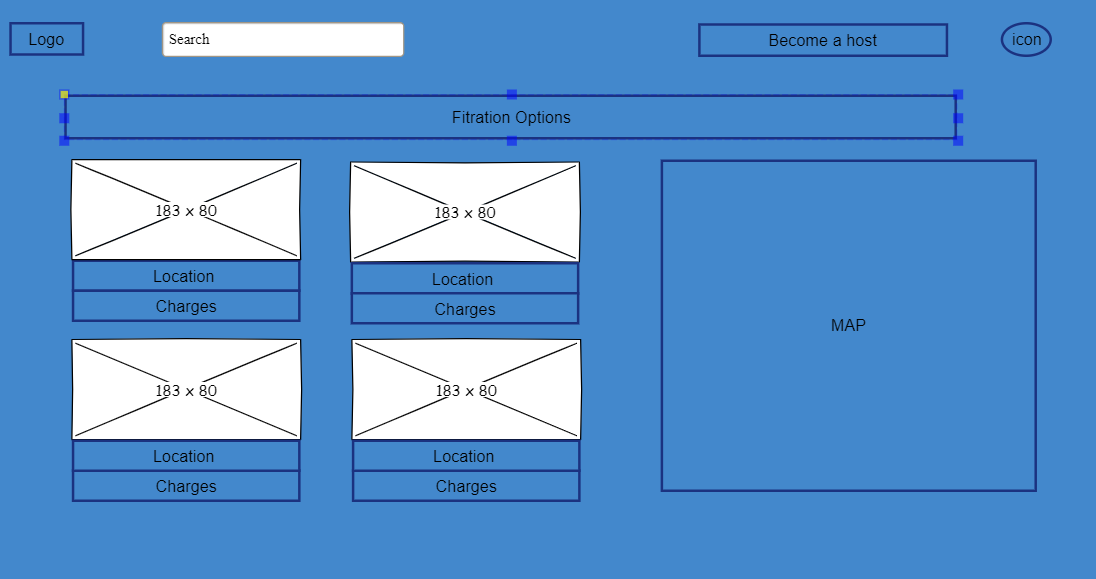 Logo
Search
Become a host
icon
Fitration Options
183 x 80
183 x 80
Location
Location
Charges
Charges
MAP
183 x 80
183 x 80
Location
Location
Charges
Charges